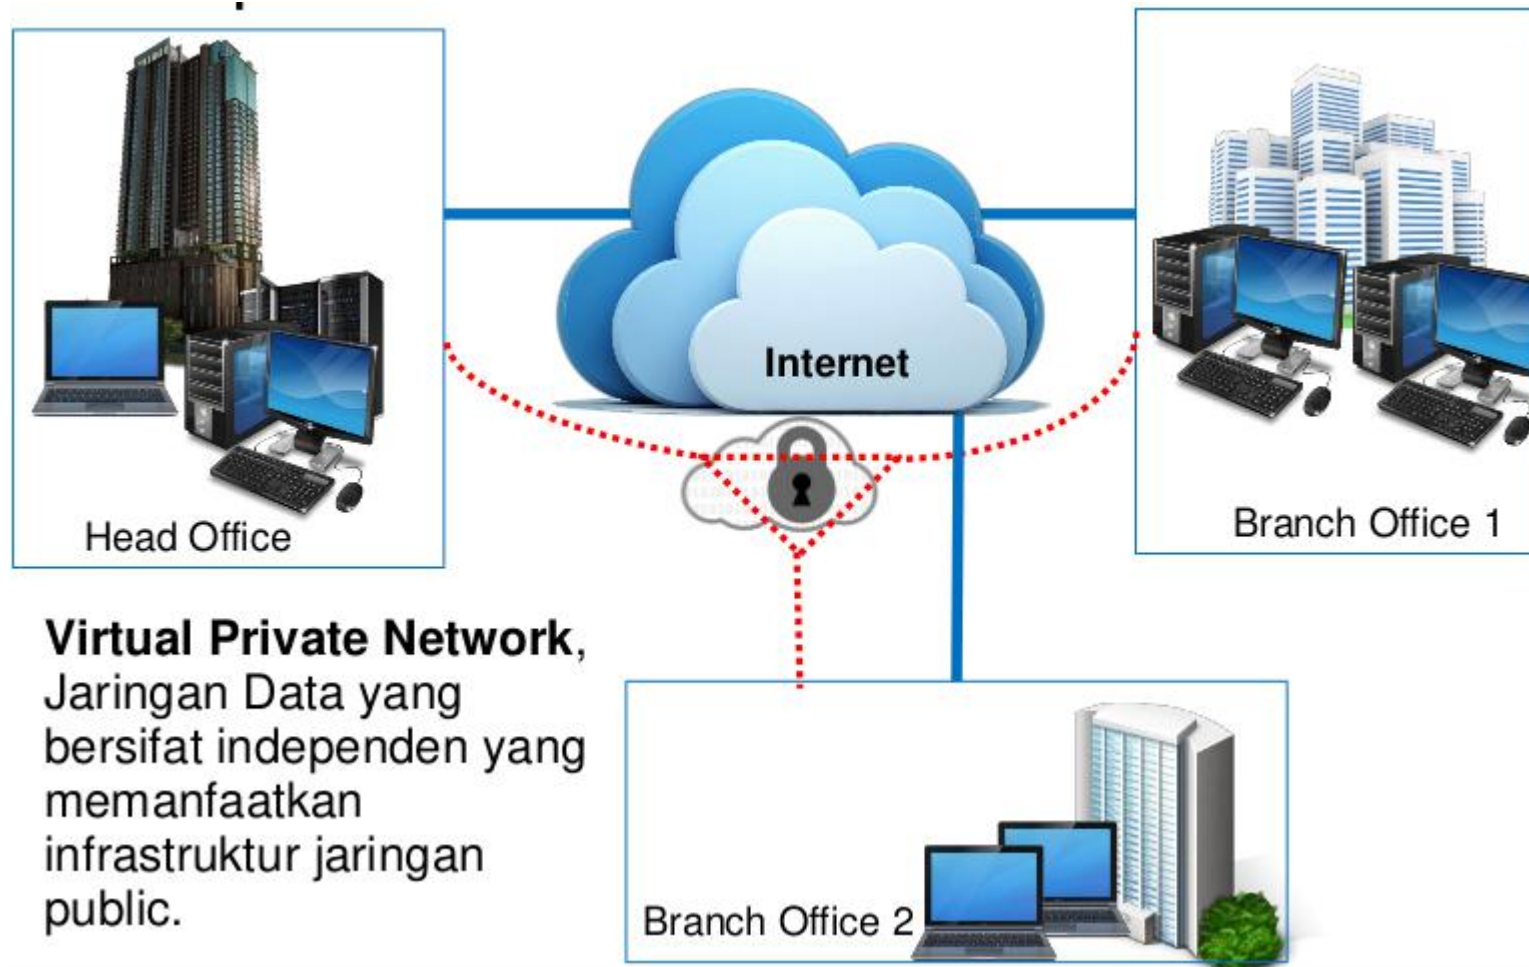 Internet
Head Office
Branch Office 1
Virtual Private Network,
Jaringan Data yang
bersifat independen yang
memanfaatkan
infrastruktur jaringan
public.
Branch Office 2